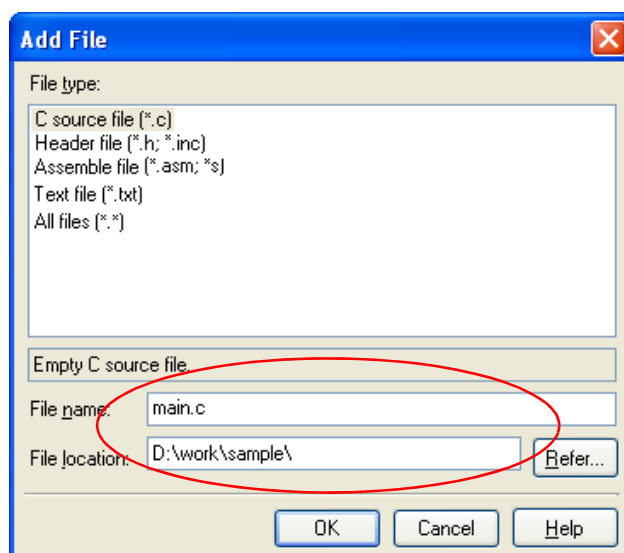 Add File
File type:
C source file (*.c)
Header file (*.h; *.inc)
Assemble file (*.asm; *s)
Text file (*.txt)
All files (*.*)
Empty C source file.
File name: main.c
File location: D:\work\sample\ Refer...
OK Cancel Help